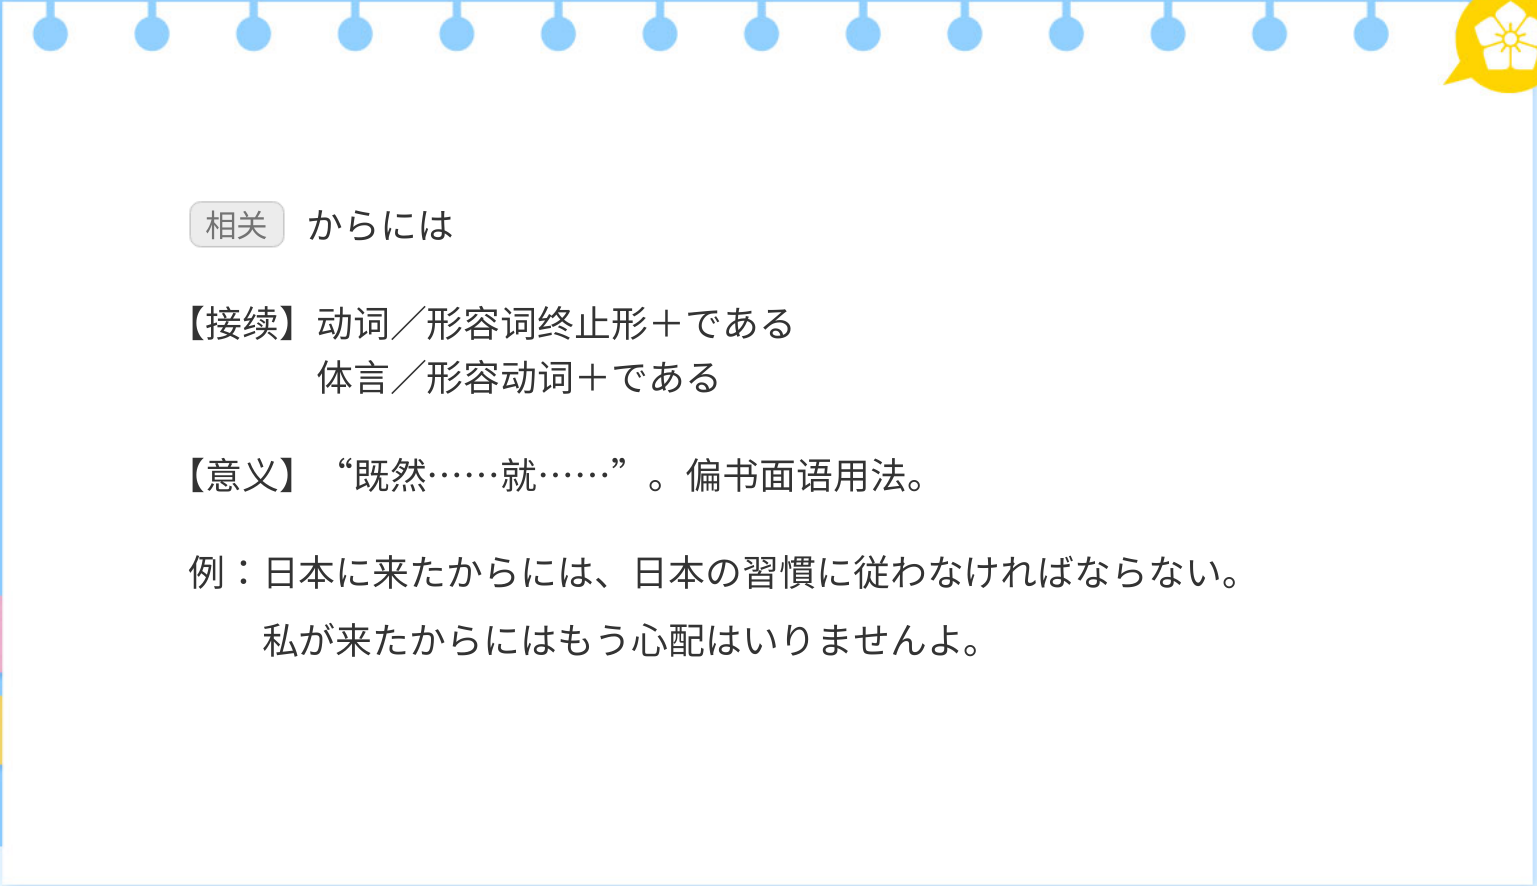 相关 からには
【接续】动词／形容词终止形＋である
体言／形容动词＋である
【意义】“既然……就……”。偏书面语用法。
例：日本に来たからには、日本の習慣に従わなければならない。
私が来たからにはもう心配はいりませんよ。